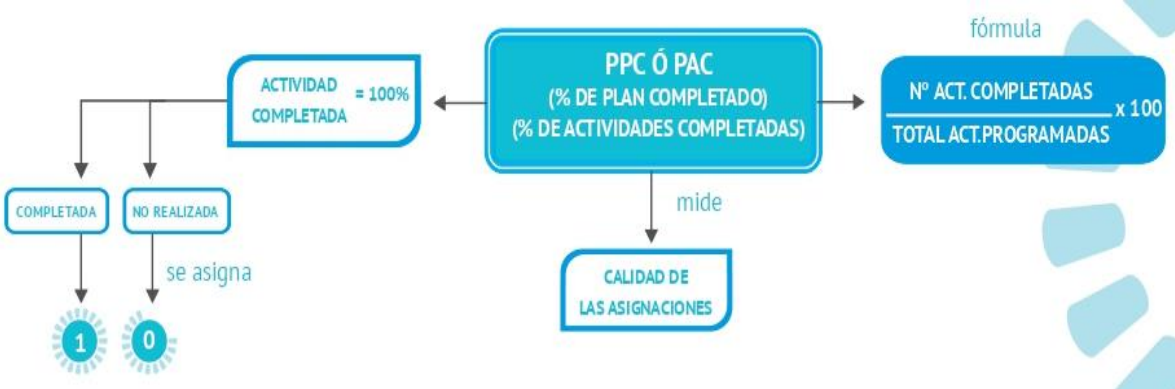 fórmula
PPC Ó PAC
(% DE PLAN COMPLETADO)
(% DE ACTIVIDADES COMPLETADAS)
ACTIVIDAD
COMPLETADA
= 100%
Nº ACT. COMPLETADAS
TOTAL ACT.PROGRAMADAS
x 100
COMPLETADA
NO REALIZADA
mide
se asigna
CALIDAD DE
LAS ASIGNACIONES
1
0